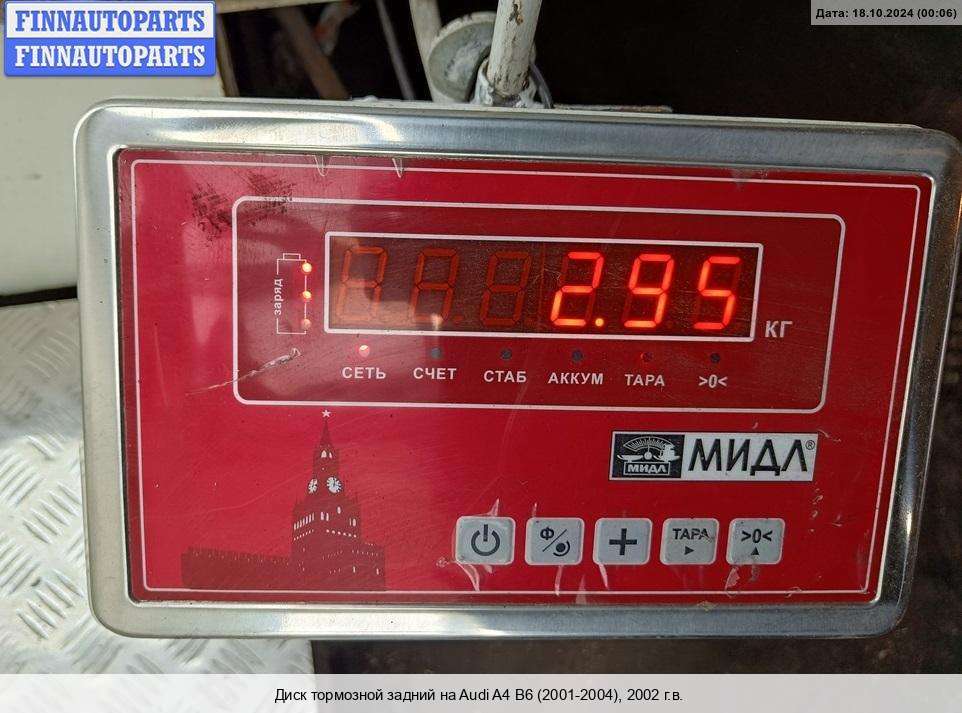 FINNAUTOPARTS
FINNAUTOPARTS
Дата: 18.10.2024 (00:06)
заряд
2.95
КГ
СЕТЬ СЧЕТ СТАБ АККУМ ТАРА >0<
МИДЛ МИДЛ®
Ф/ + ТАРА >0<
Диск тормозной задний на Audi A4 B6 (2001-2004), 2002 г.в.